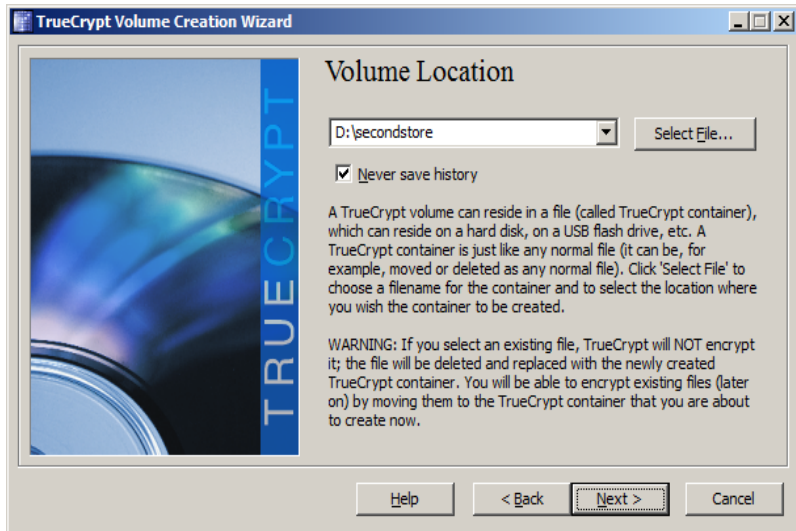 TrueCrypt Volume Creation Wizard
TRUECRYPT
Volume Location
D:\secondstore
Select File...
Never save history
A TrueCrypt volume can reside in a file (called TrueCrypt container),
which can reside on a hard disk, on a USB flash drive, etc. A
TrueCrypt container is just like any normal file (it can be, for
example, moved or deleted as any normal file). Click 'Select File' to
choose a filename for the container and to select the location where
you wish the container to be created.
WARNING: If you select an existing file, TrueCrypt will NOT encrypt
it; the file will be deleted and replaced with the newly created
TrueCrypt container. You will be able to encrypt existing files (later
on) by moving them to the TrueCrypt container that you are about
to create now.
Help
< Back
Next >
Cancel